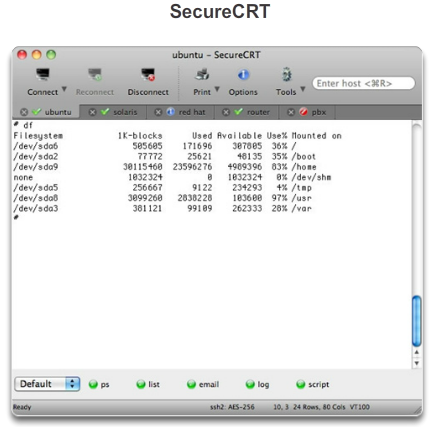 SecureCRT
ubuntu – SecureCRT
Connect Reconnect Disconnect Print Options Tools Enter host <⌘R>
ubuntu solaris red hat router pbx
# df
Filesystem 1K-blocks Used Available Use% Mounted on
/dev/sda6 505605 171696 307805 36% /
/dev/sda2 77772 25621 48135 35% /boot
/dev/sda9 30115460 23596276 4989396 83% /home
none 1032324 0 1032324 0% /dev/shm
/dev/sda5 256667 9122 234293 4% /tmp
/dev/sda8 3099260 2838228 103600 97% /usr
/dev/sda3 381121 99109 262333 28% /var
#
Default ps list email log script
Ready ssh2: AES-256 10, 3 24 Rows, 80 Cols VT100